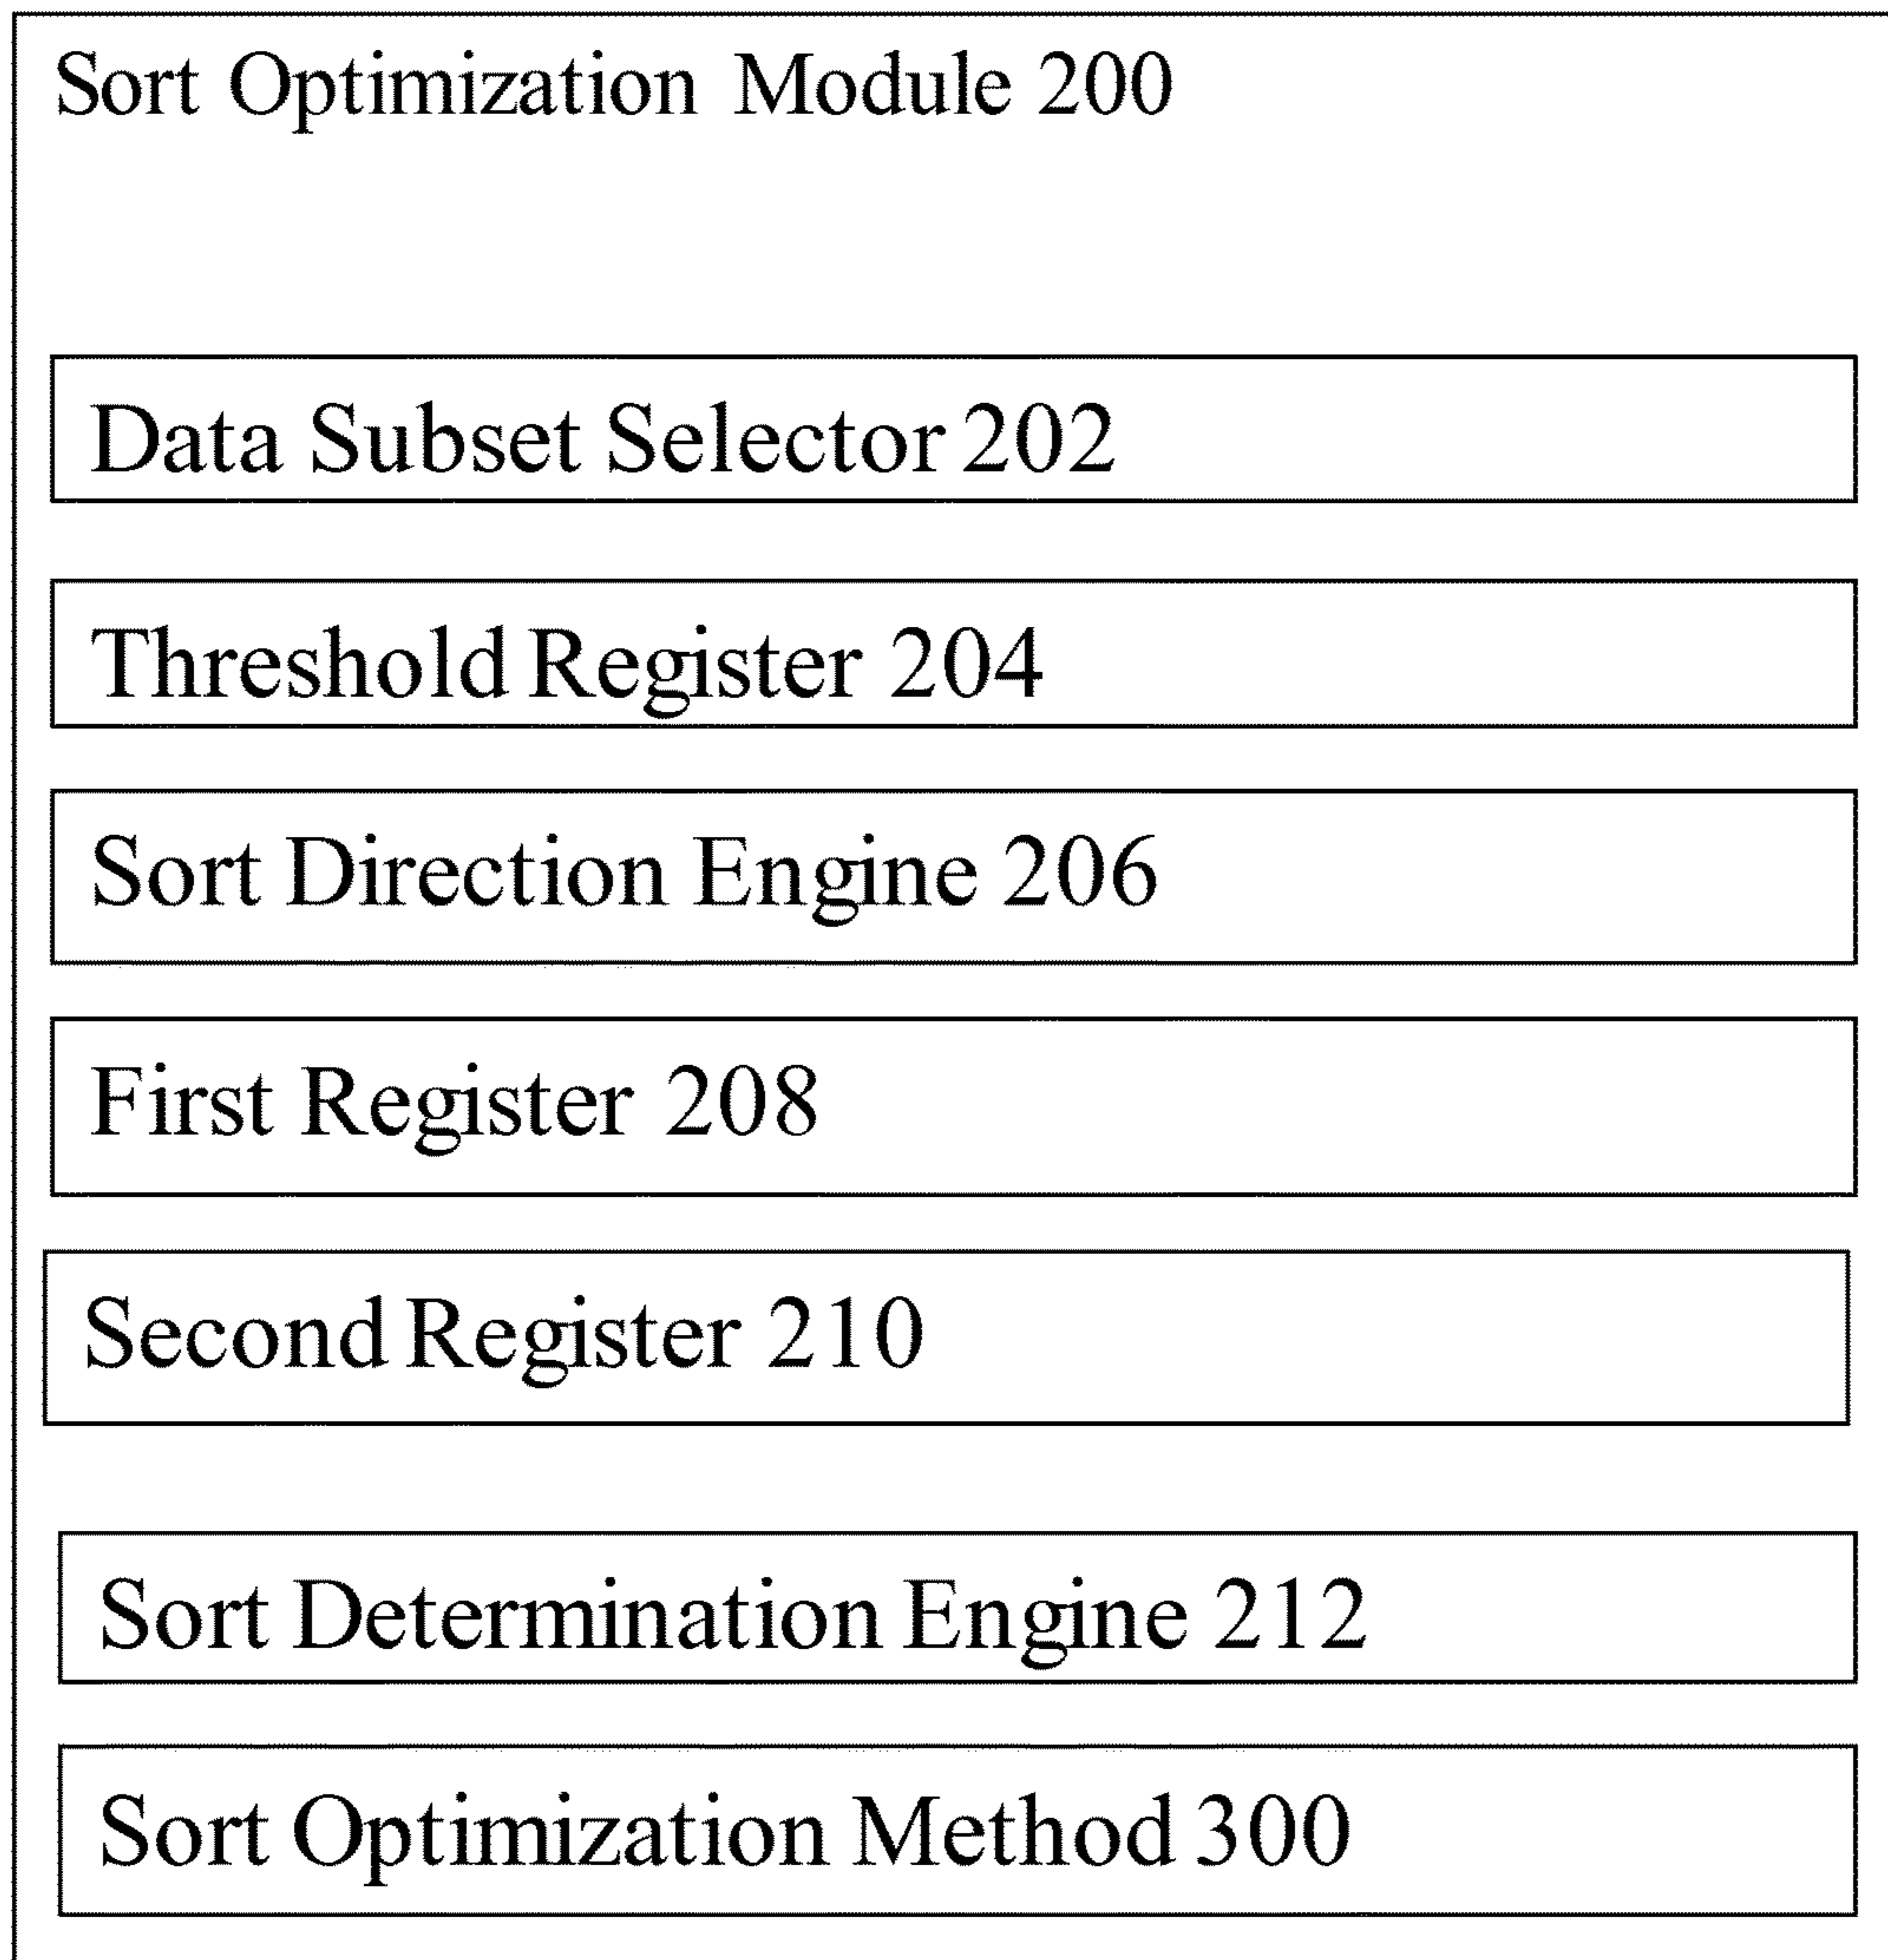 Sort Optimization Module 200
Data Subset Selector 202
Threshold Register 204
Sort Direction Engine 206
First Register 208
Second Register 210
Sort Determination Engine 212
Sort Optimization Method 300